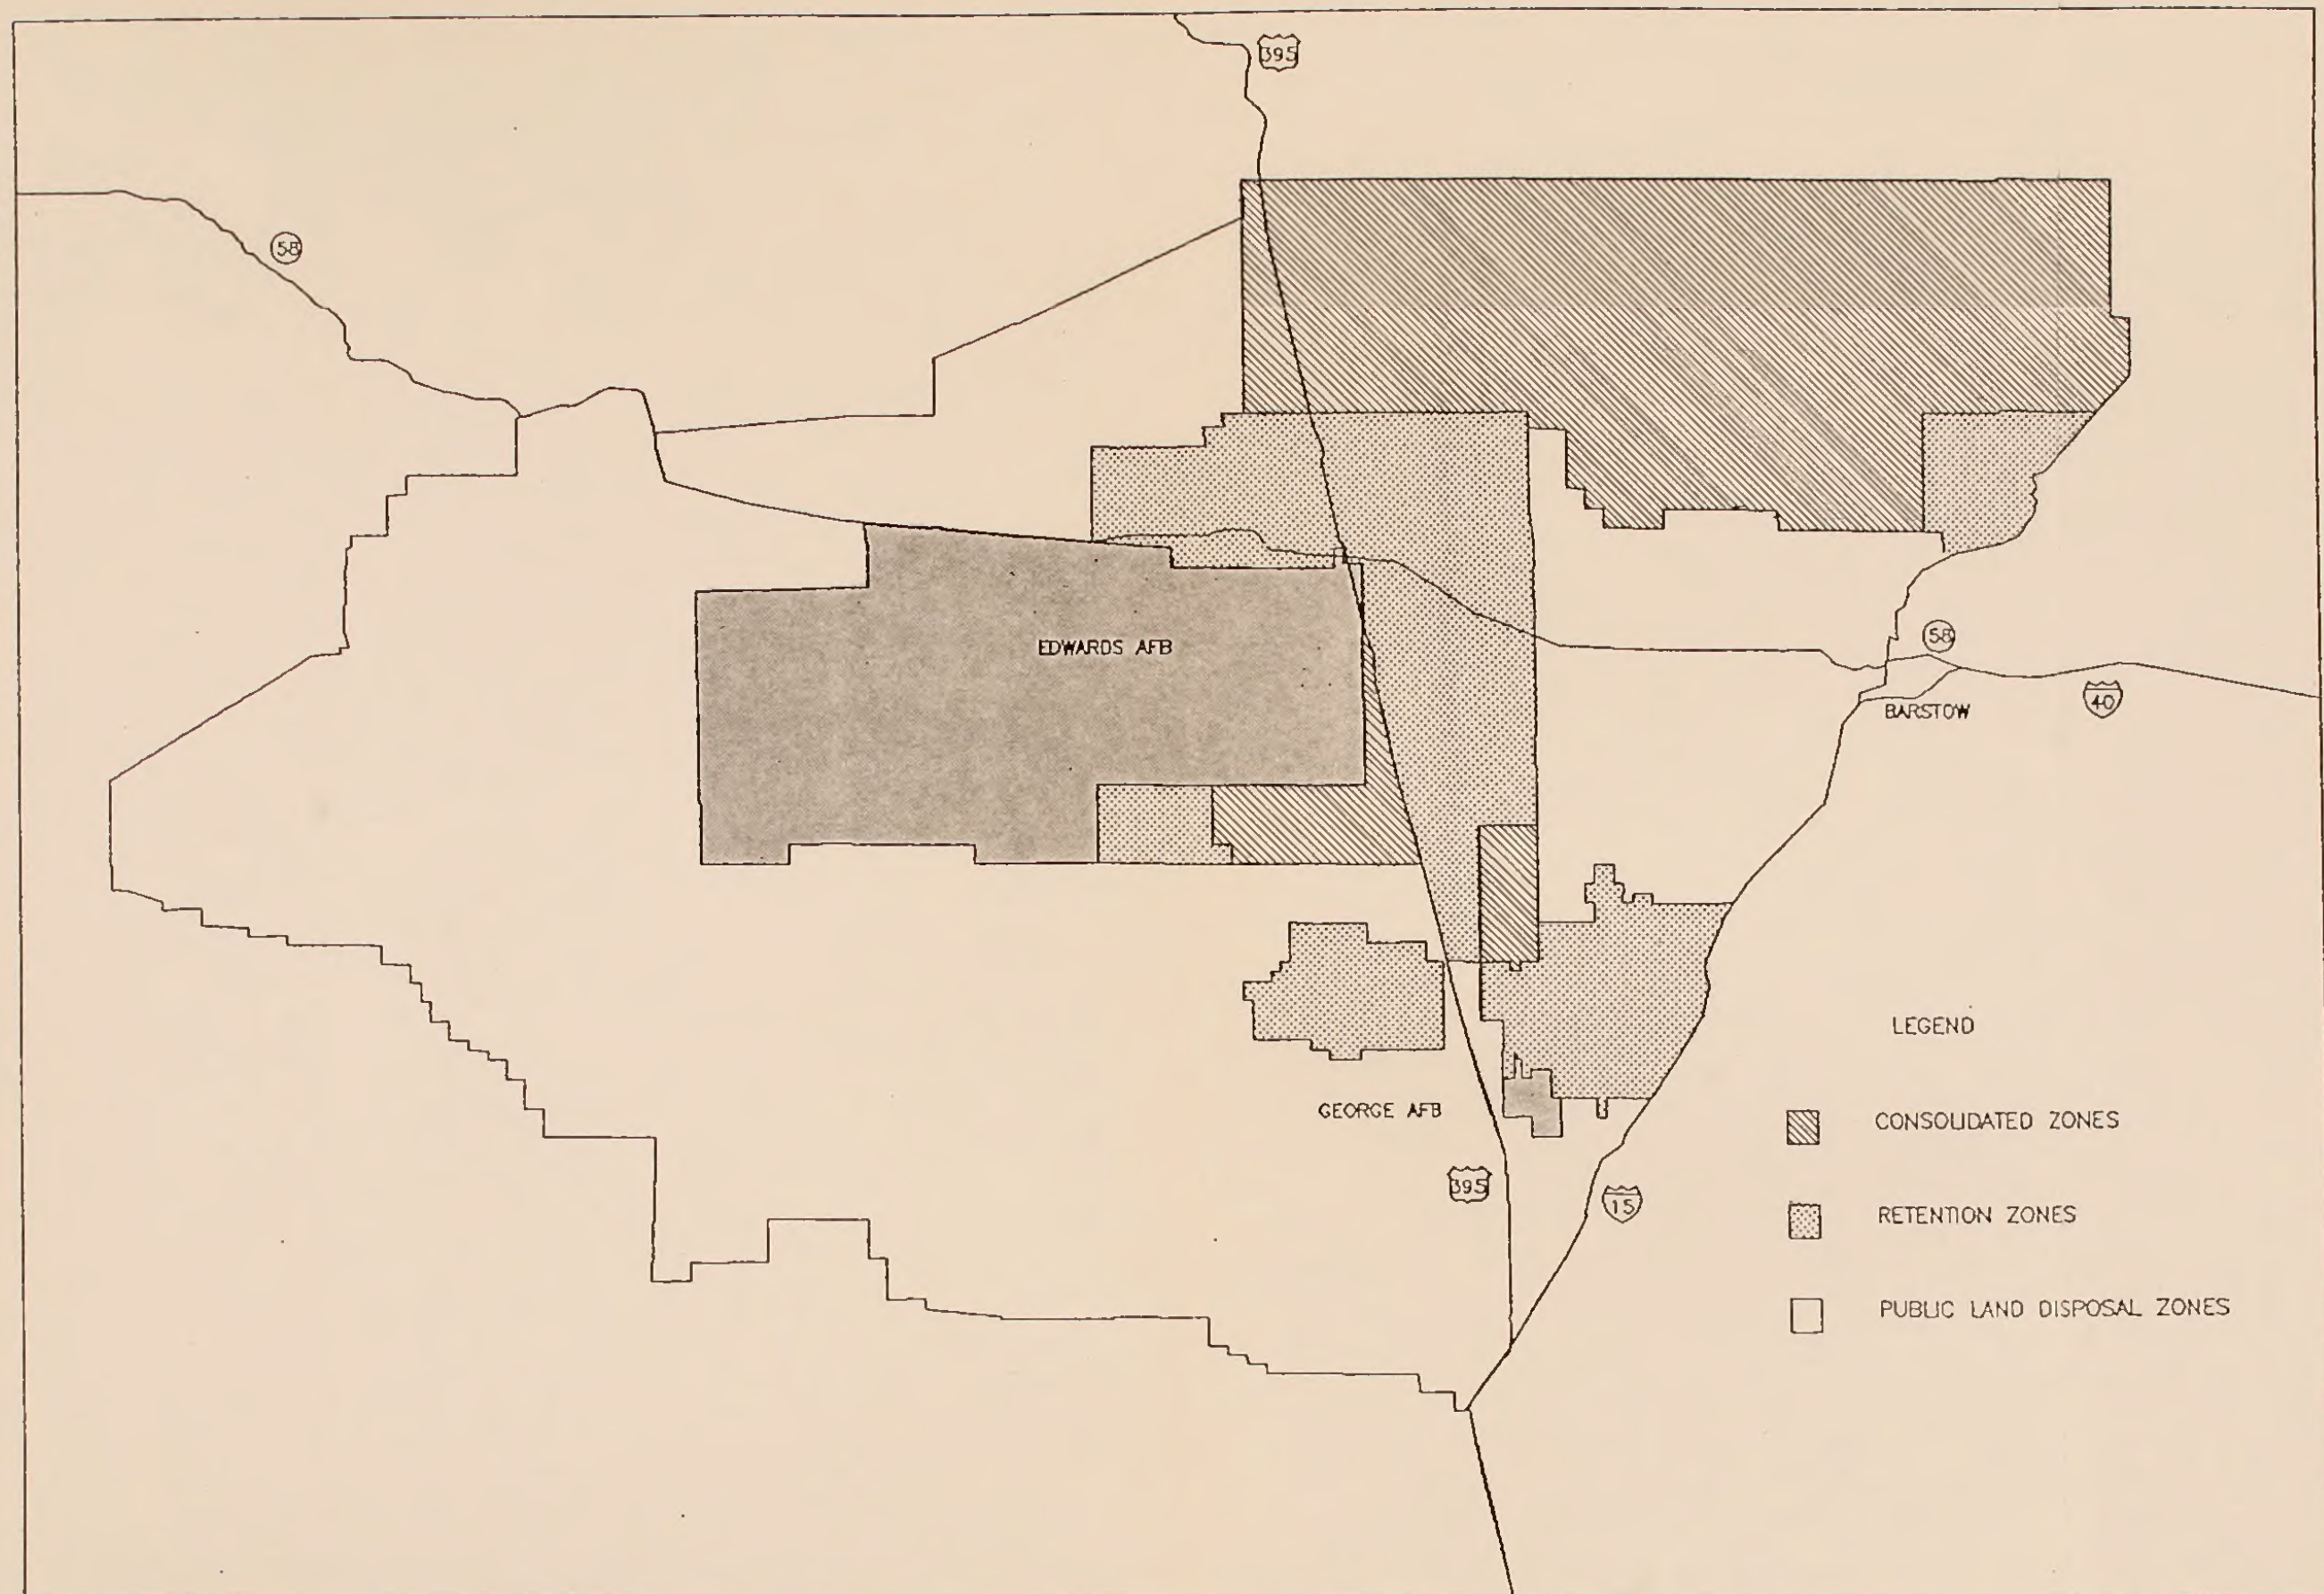 395
58
EDWARDS AFB
58
40
BARSTOW
LEGEND
GEORGE AFB
CONSOLIDATED ZONES
395
15
RETENTION ZONES
PUBLIC LAND DISPOSAL ZONES